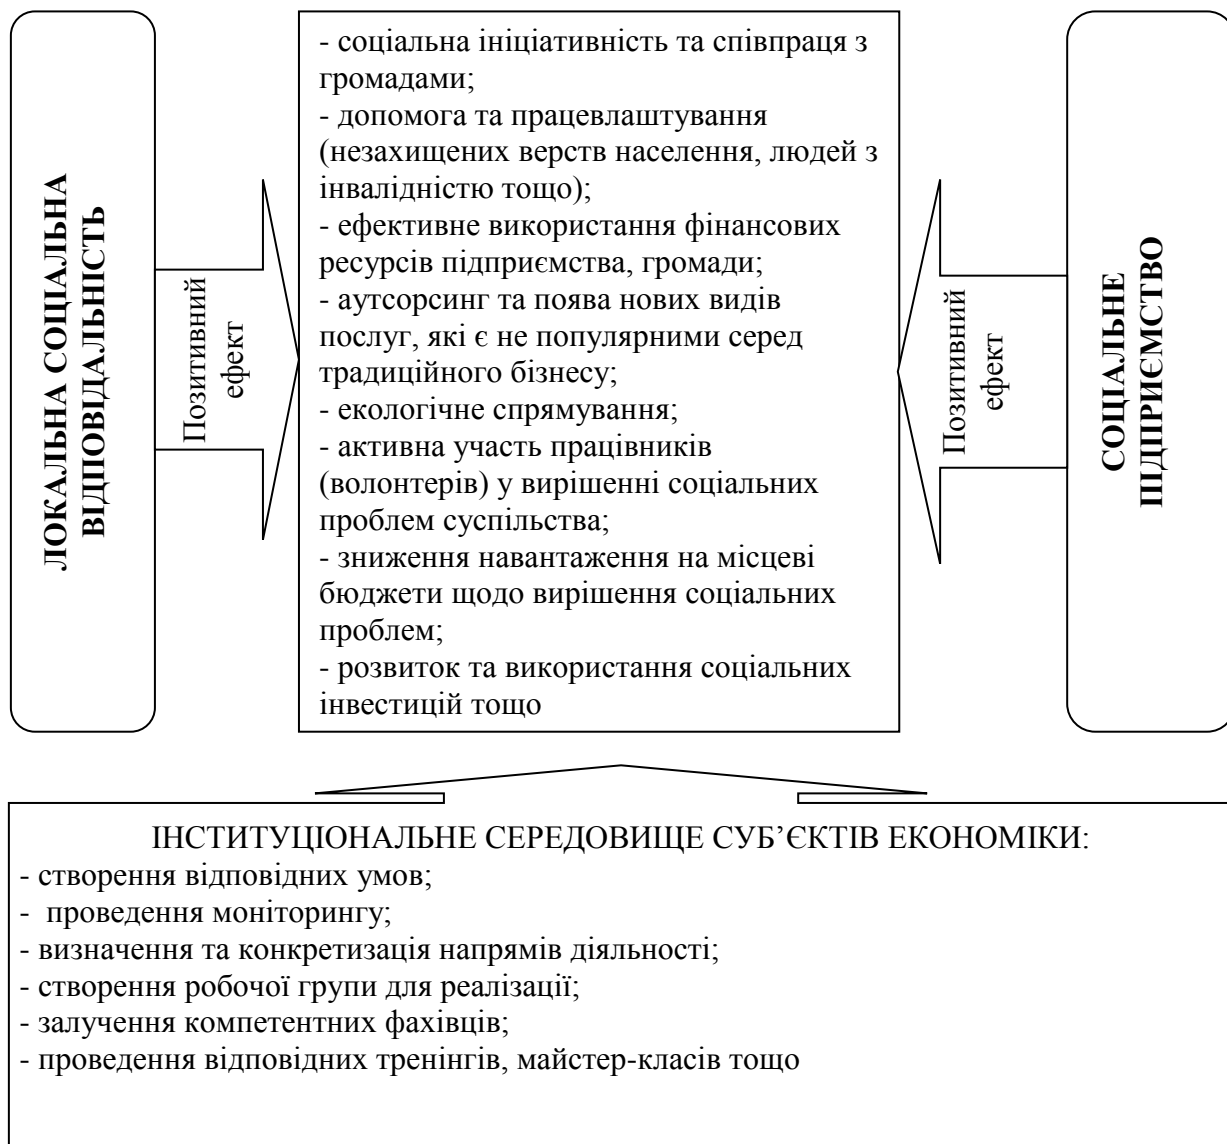 ЛОКАЛЬНА СОЦІАЛЬНА
ВІДПОВІДАЛЬНІСТЬ
Позитивний
ефект
- соціальна ініціативність та співпраця з
громадами;
- допомога та працевлаштування
(незахищених верств населення, людей з
інвалідністю тощо);
- ефективне використання фінансових
ресурсів підприємства, громади;
- аутсорсинг та поява нових видів
послуг, які є не популярними серед
традиційного бізнесу;
- екологічне спрямування;
- активна участь працівників
(волонтерів) у вирішенні соціальних
проблем суспільства;
- зниження навантаження на місцеві
бюджети щодо вирішення соціальних
проблем;
- розвиток та використання соціальних
інвестицій тощо
Позитивний
ефект
СОЦІАЛЬНЕ
ПІДПРИЄМСТВО
ІНСТИТУЦІОНАЛЬНЕ СЕРЕДОВИЩЕ СУБ’ЄКТІВ ЕКОНОМІКИ:
- створення відповідних умов;
- проведення моніторингу;
- визначення та конкретизація напрямів діяльності;
- створення робочої групи для реалізації;
- залучення компетентних фахівців;
- проведення відповідних тренінгів, майстер-класів тощо